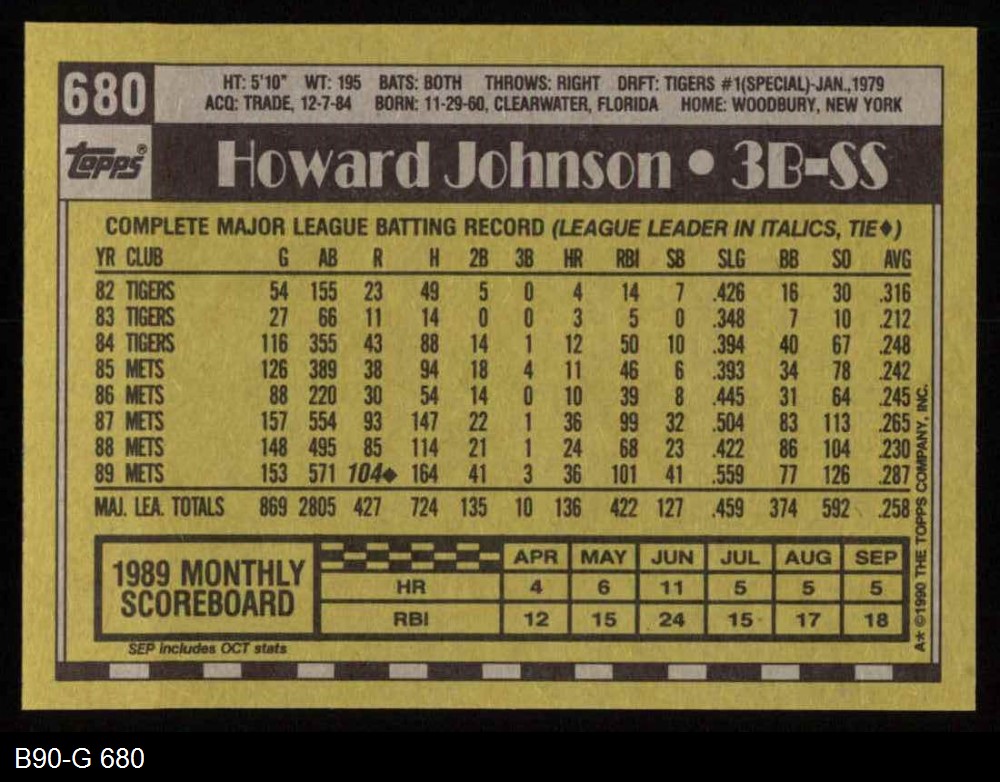 680
HT: 5'10" WT: 195 BATS: BOTH THROWS: RIGHT DRFT: TIGERS #1(SPECIAL)-JAN.,1979
ACQ: TRADE, 12-7-84 BORN: 11-29-60, CLEARWATER, FLORIDA HOME: WOODBURY, NEW YORK
topps® Howard Johnson • 3B-SS
COMPLETE MAJOR LEAGUE BATTING RECORD (LEAGUE LEADER IN ITALICS, TIE♦)
YR CLUB G AB R H 2B 3B HR RBI SB SLG BB SO AVG
82 TIGERS 54 155 23 49 5 0 4 14 7 .426 16 30 .316
83 TIGERS 27 66 11 14 0 0 3 5 0 .348 7 10 .212
84 TIGERS 116 355 43 88 14 1 12 50 10 .394 40 67 .248
85 METS 126 389 38 94 18 4 11 46 6 .393 34 78 .242
86 METS 88 220 30 54 14 0 10 39 8 .445 31 64 .245
87 METS 157 554 93 147 22 1 36 99 32 .504 83 113 .265
88 METS 148 495 85 114 21 1 24 68 23 .422 86 104 .230
89 METS 153 571 104♦ 164 41 3 36 101 41 .559 77 126 .287
MAJ. LEA. TOTALS 869 2805 427 724 135 10 136 422 127 .459 374 592 .258
1989 MONTHLY
SCOREBOARD
APR MAY JUN JUL AUG SEP
HR 4 6 11 5 5 5
RBI 12 15 24 15 17 18
SEP includes OCT stats
A* ©1990 THE TOPPS COMPANY, INC.
B90-G 680